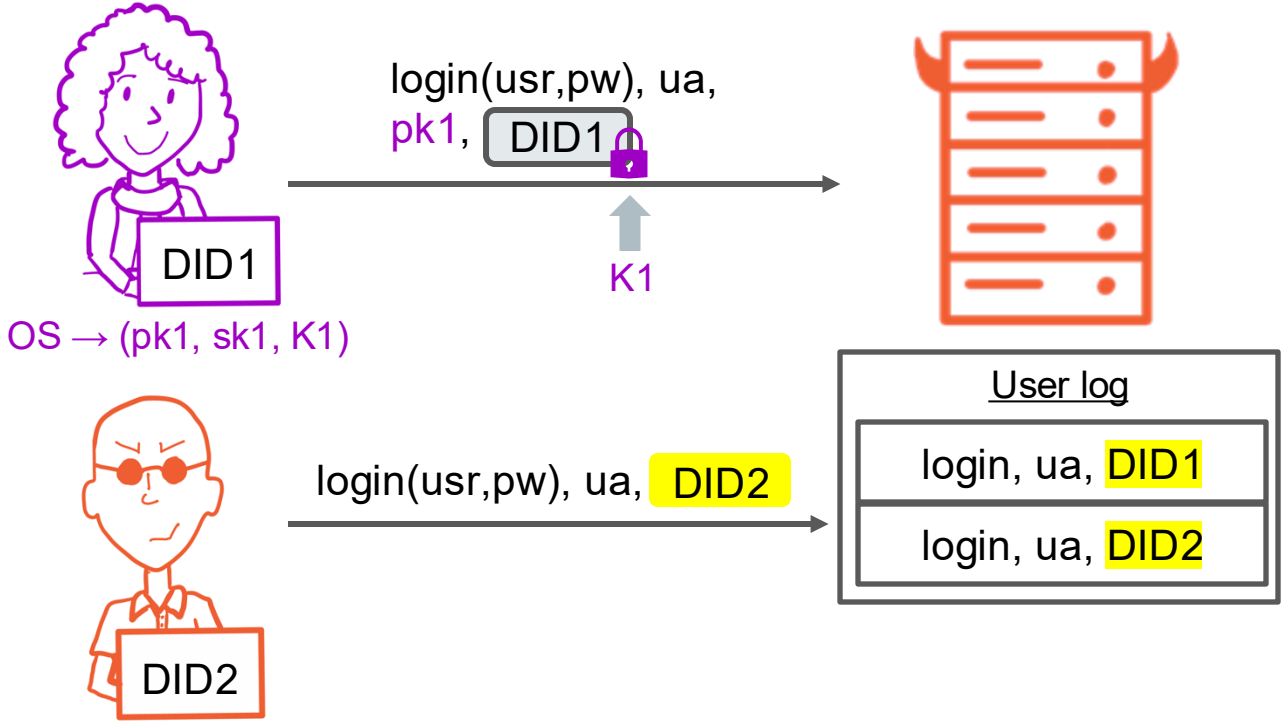 login(usr,pw), ua,
pk1, DID1
K1
DID1
OS → (pk1, sk1, K1)
login(usr,pw), ua, DID2
DID2
User log
login, ua, DID1
login, ua, DID2